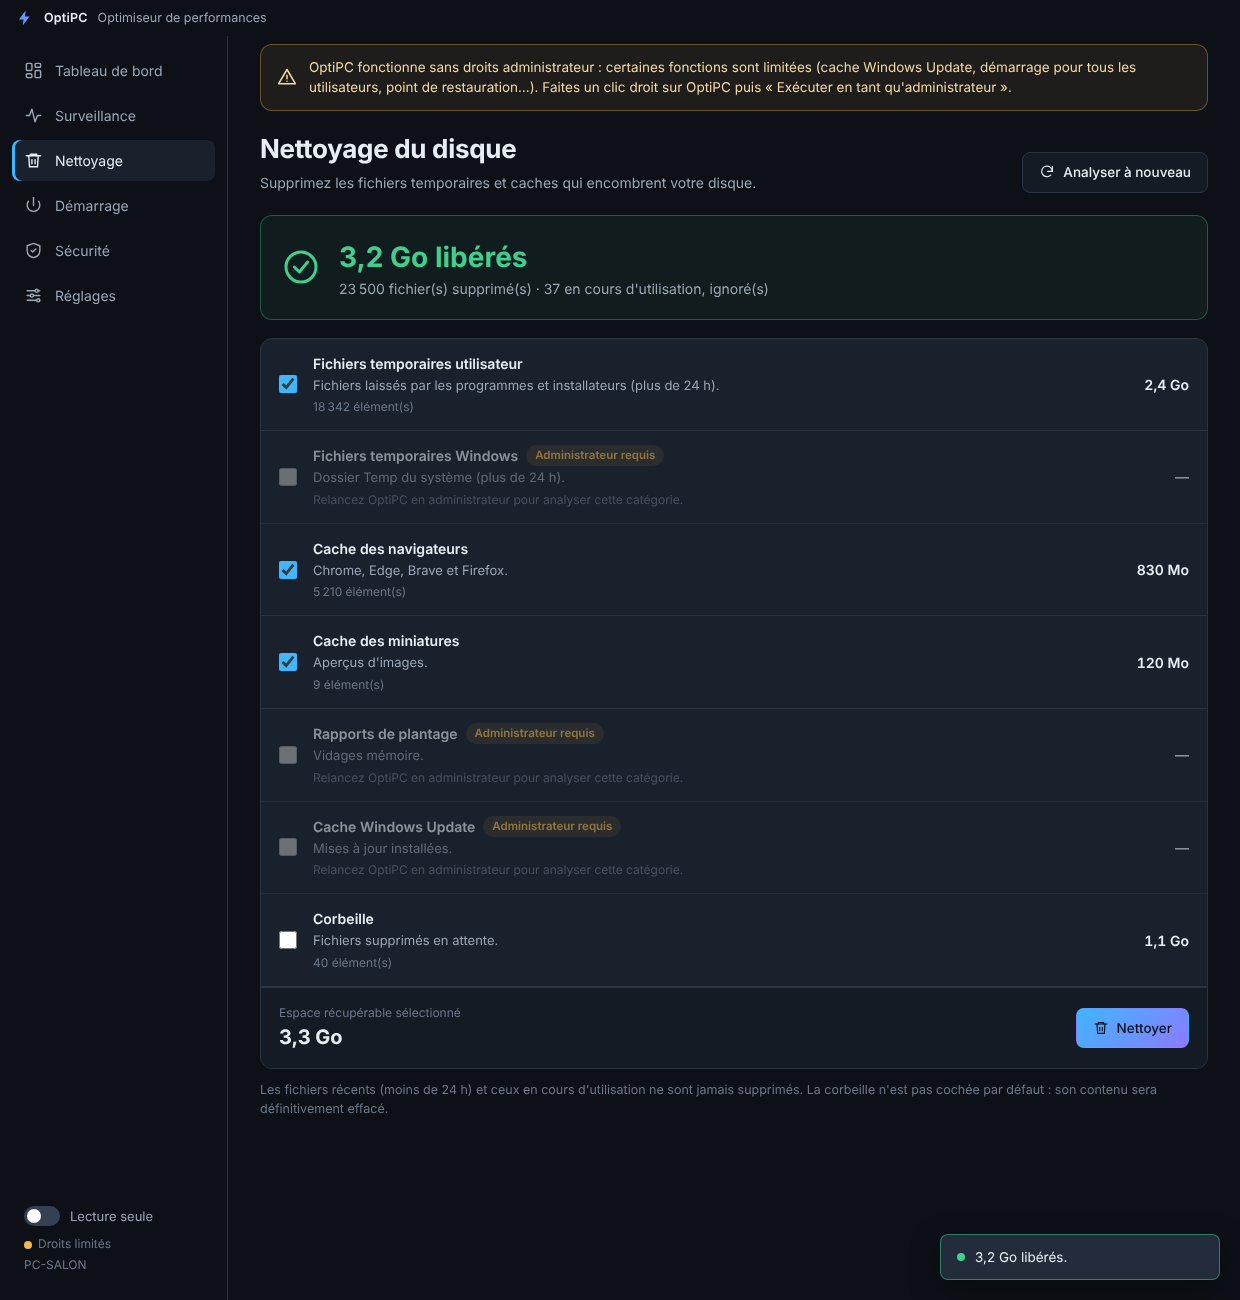 OptiPC Optimiseur de performances
Tableau de bord
Surveillance
Nettoyage
Démarrage
Sécurité
Réglages
OptiPC fonctionne sans droits administrateur : certaines fonctions sont limitées (cache Windows Update, démarrage pour tous les
utilisateurs, point de restauration...). Faites un clic droit sur OptiPC puis « Exécuter en tant qu'administrateur ».
Nettoyage du disque
Supprimez les fichiers temporaires et caches qui encombrent votre disque.
Analyser à nouveau
3,2 Go libérés
23 500 fichier(s) supprimé(s) · 37 en cours d'utilisation, ignoré(s)
Fichiers temporaires utilisateur
Fichiers laissés par les programmes et installateurs (plus de 24 h).
18 342 élément(s)
2,4 Go
Fichiers temporaires Windows Administrateur requis
Dossier Temp du système (plus de 24 h).
Relancez OptiPC en administrateur pour analyser cette catégorie.
—
Cache des navigateurs
Chrome, Edge, Brave et Firefox.
5 210 élément(s)
830 Mo
Cache des miniatures
Aperçus d'images.
9 élément(s)
120 Mo
Rapports de plantage Administrateur requis
Vidages mémoire.
Relancez OptiPC en administrateur pour analyser cette catégorie.
—
Cache Windows Update Administrateur requis
Mises à jour installées.
Relancez OptiPC en administrateur pour analyser cette catégorie.
—
Corbeille
Fichiers supprimés en attente.
40 élément(s)
1,1 Go
Espace récupérable sélectionné
3,3 Go
Nettoyer
Les fichiers récents (moins de 24 h) et ceux en cours d'utilisation ne sont jamais supprimés. La corbeille n'est pas cochée par défaut : son contenu sera
définitivement effacé.
Lecture seule
Droits limités
PC-SALON
3,2 Go libérés.